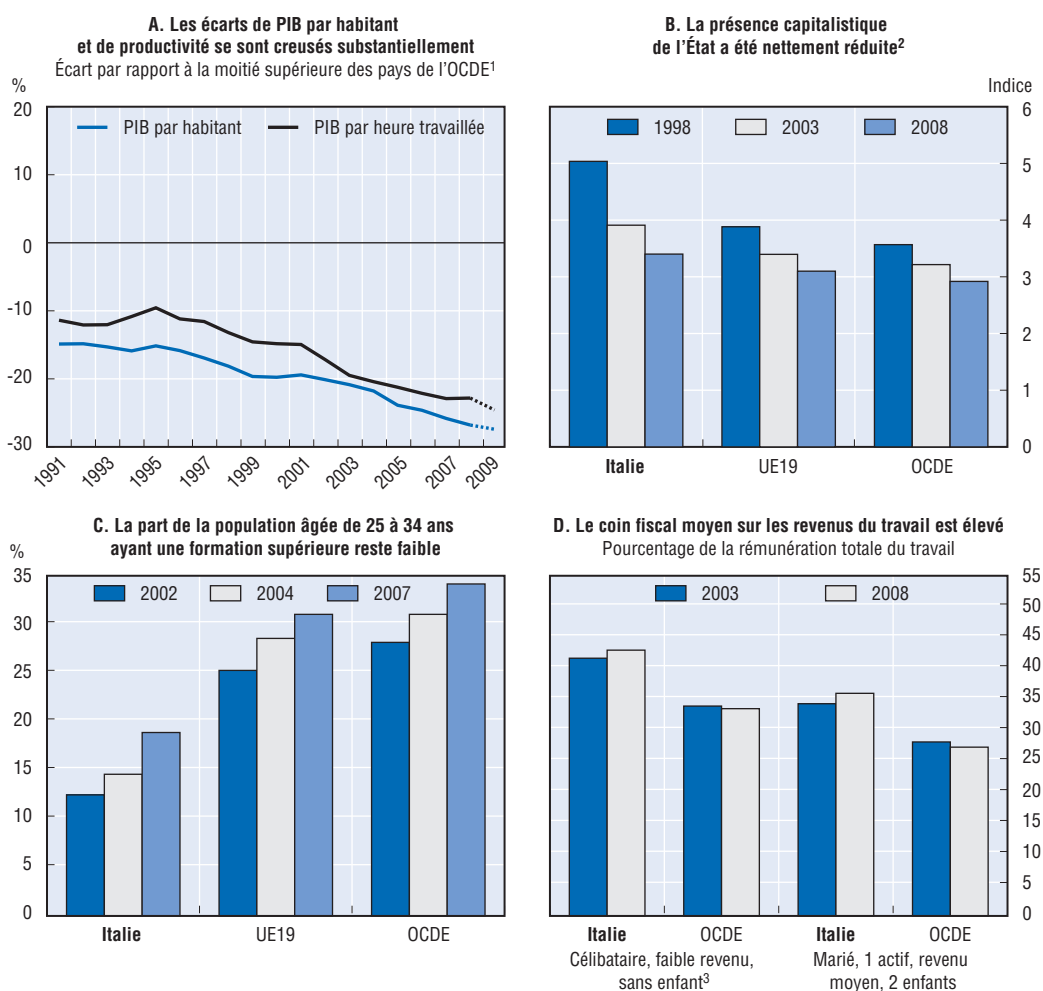 A. Les écarts de PIB par habitant
et de productivité se sont creusés substantiellement
Écart par rapport à la moitié supérieure des pays de l'OCDE¹
%
20
10
0
-10
-20
-30
PIB par habitant
PIB par heure travaillée
1991
1993
1995
1997
1999
2001
2003
2005
2007
2009
B. La présence capitalistique
de l'État a été nettement réduite²
Indice
6
5
4
3
2
1
0
1998
2003
2008
Italie
UE19
OCDE
C. La part de la population âgée de 25 à 34 ans
ayant une formation supérieure reste faible
%
35
30
25
20
15
10
5
0
2002
2004
2007
Italie
UE19
OCDE
D. Le coin fiscal moyen sur les revenus du travail est élevé
Pourcentage de la rémunération totale du travail
55
50
45
40
35
30
25
20
15
10
5
0
2003
2008
Italie
OCDE
Italie
OCDE
Célibataire, faible revenu,
sans enfant³
Marié, 1 actif, revenu
moyen, 2 enfants